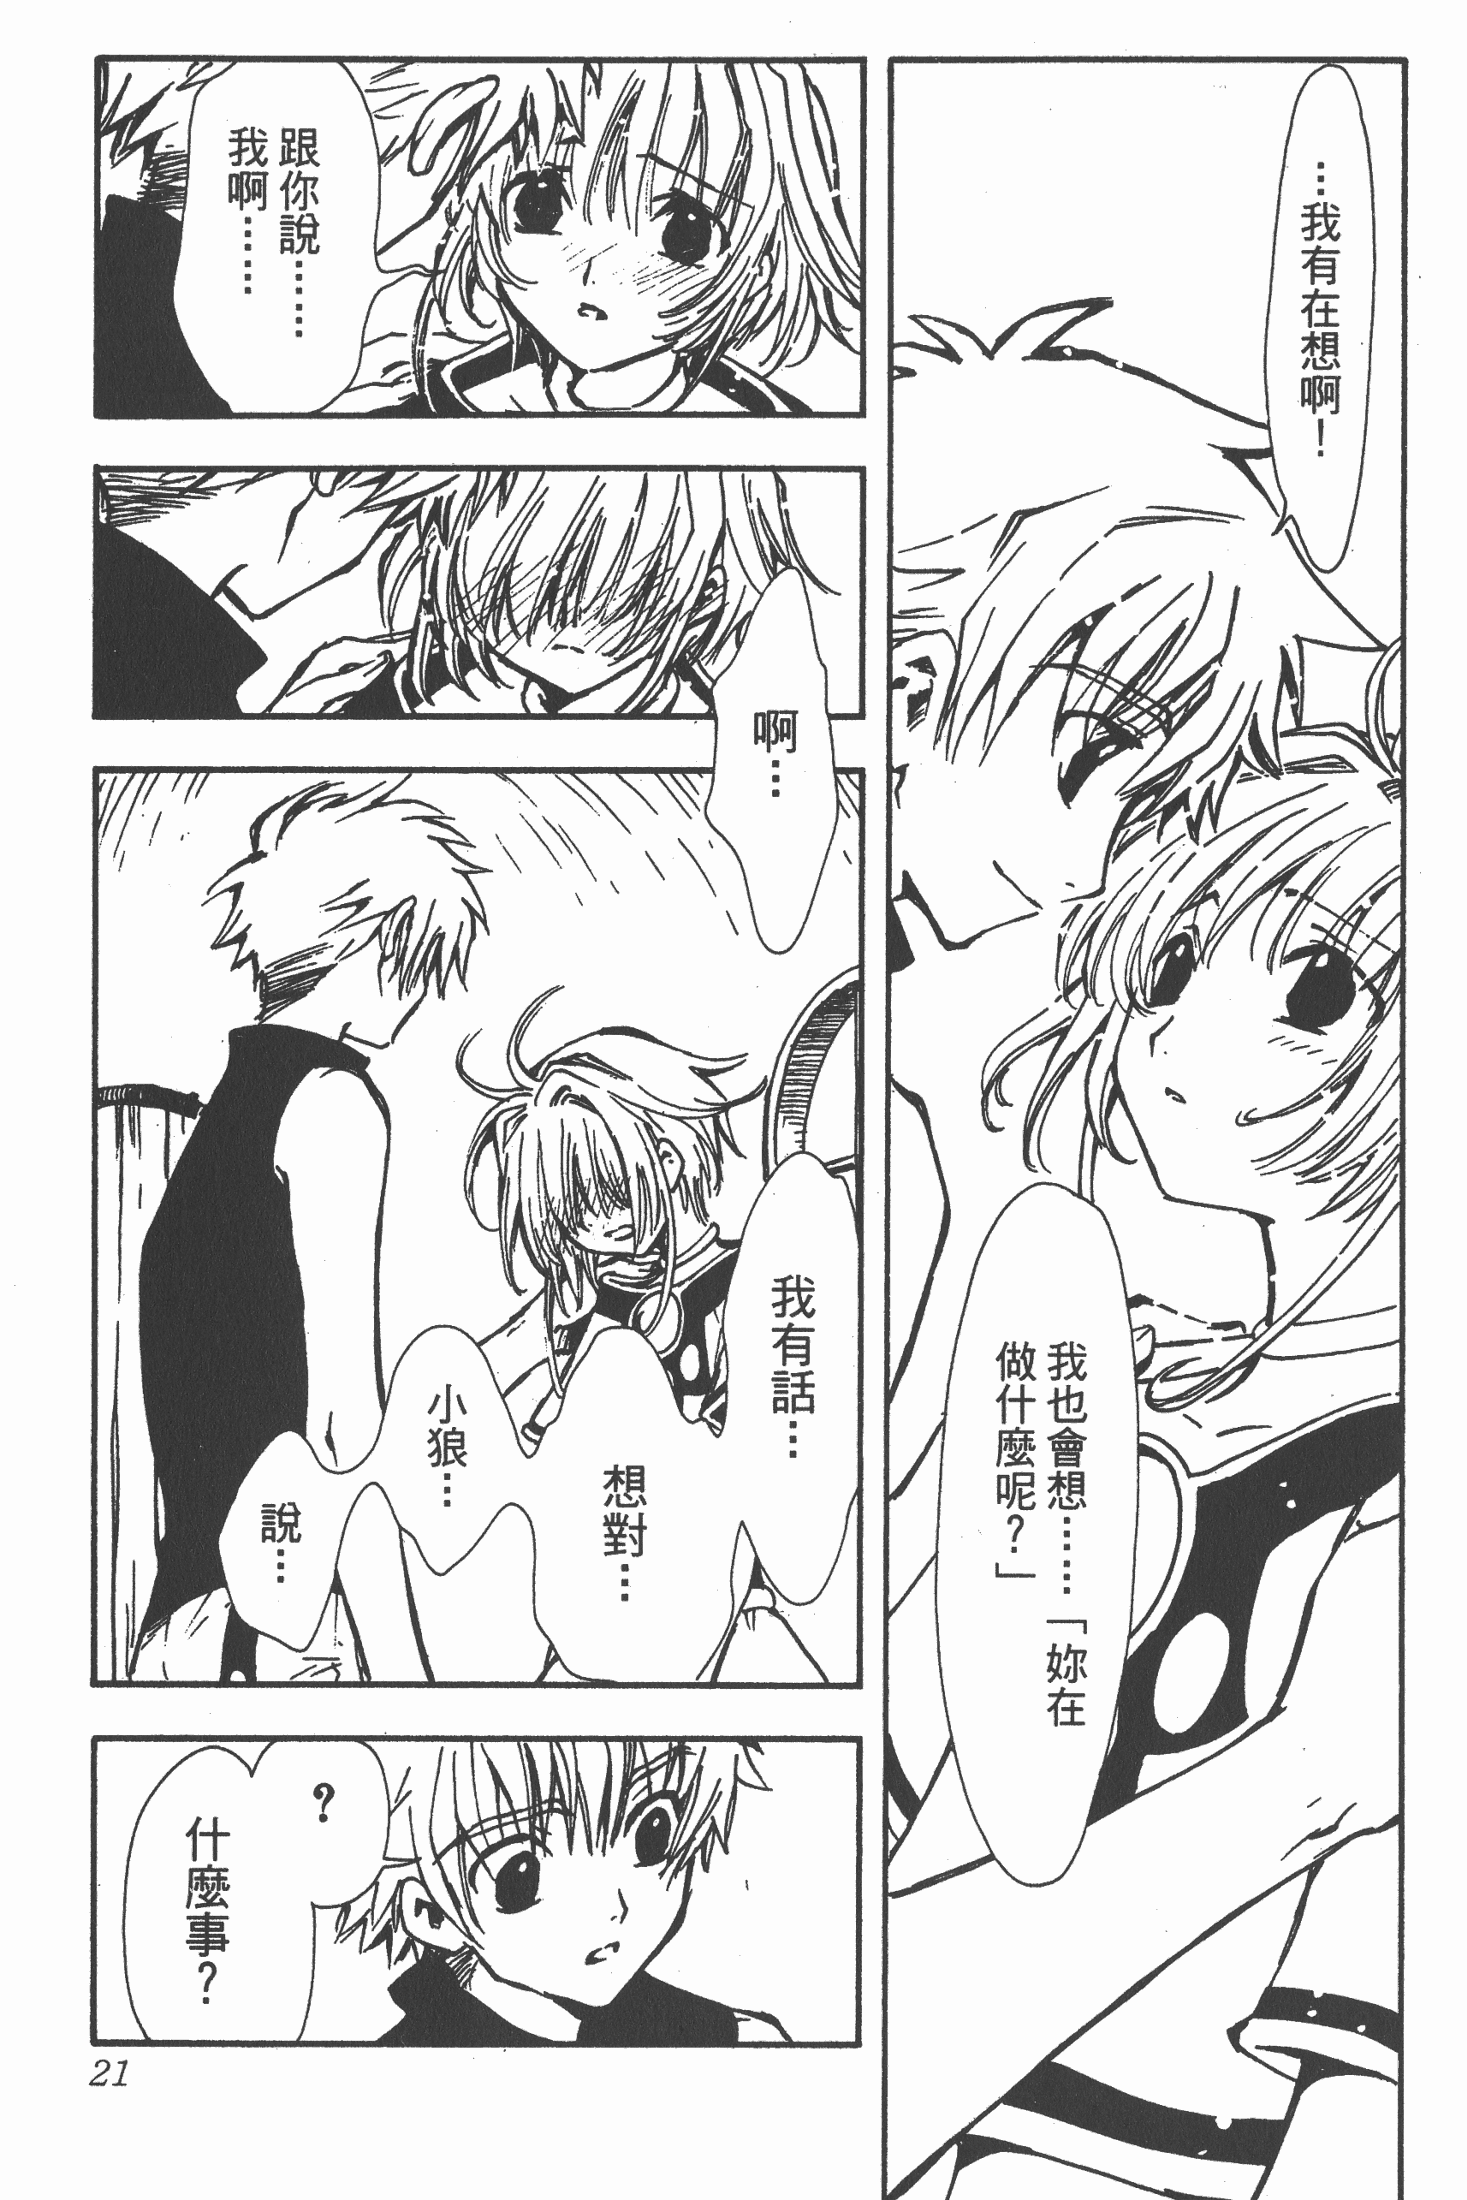 …我有在想啊！
我也會想……「妳在
做什麼呢？」
跟你說……
我啊……
啊…
我有話…
想對…
小狼…
說…
？
什麼事？
21